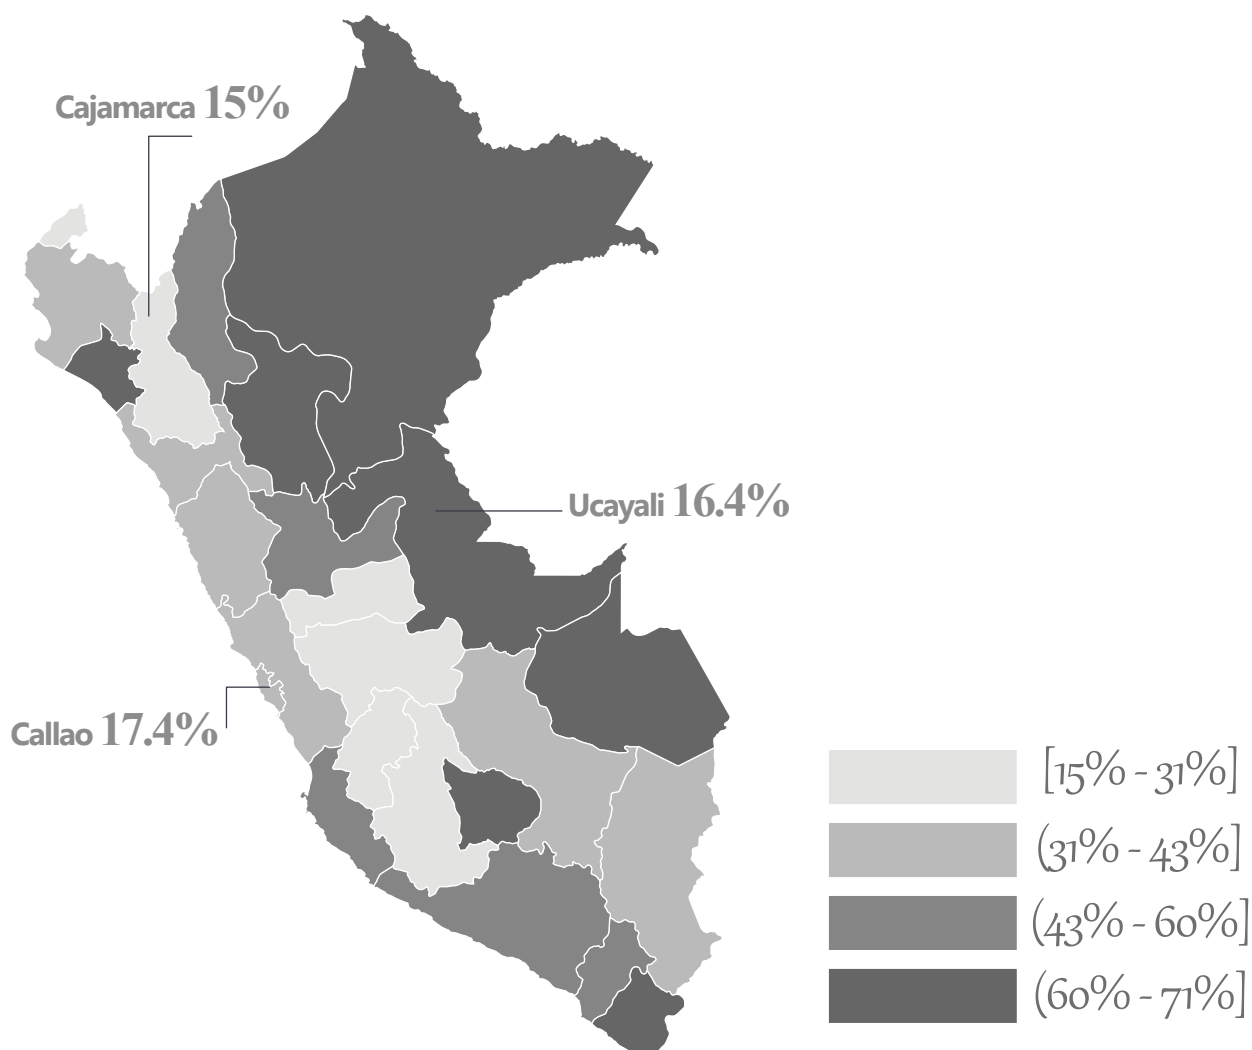 Cajamarca 15%
Ucayali 16.4%
Callao 17.4%
[15% - 31%]
(31% - 43%]
(43% - 60%]
(60% - 71%]